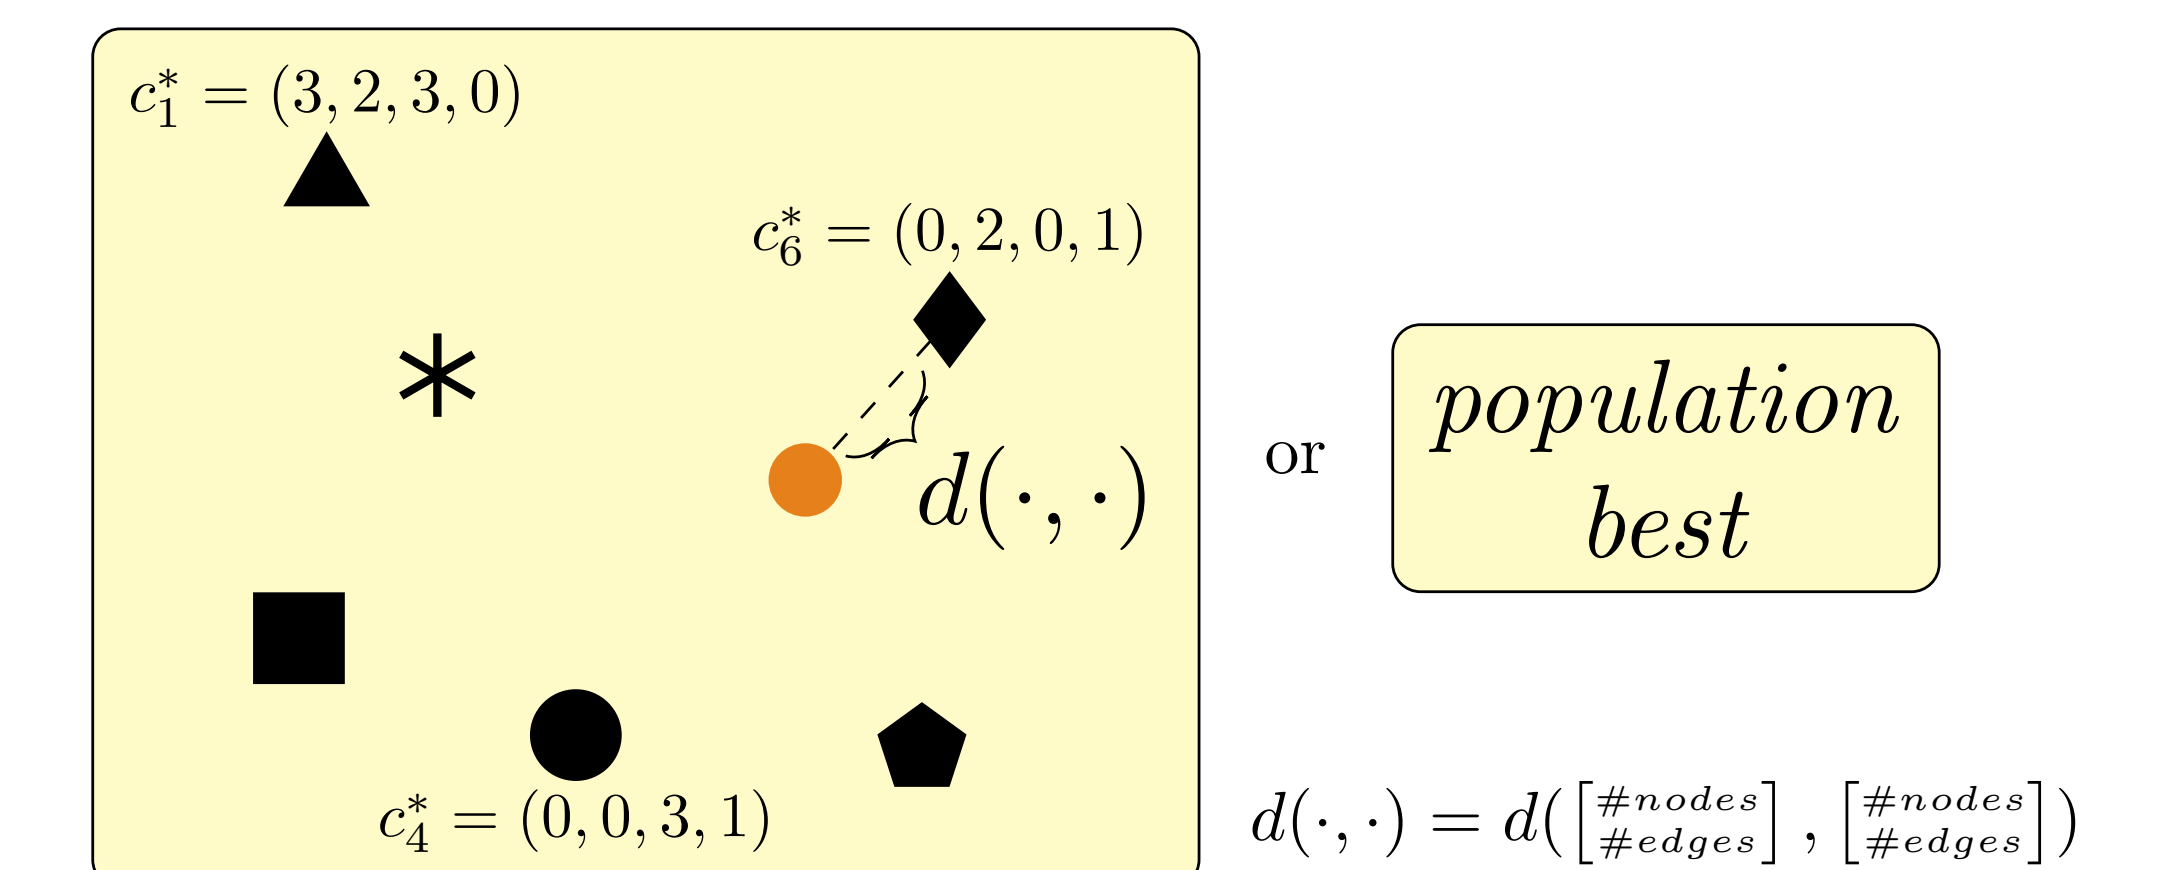 c₁* = (3, 2, 3, 0)
c₆* = (0, 2, 0, 1)
d(·, ·)
c₄* = (0, 0, 3, 1)
or
population
best
d(·, ·) = d([#nodes #edges], [#nodes #edges])